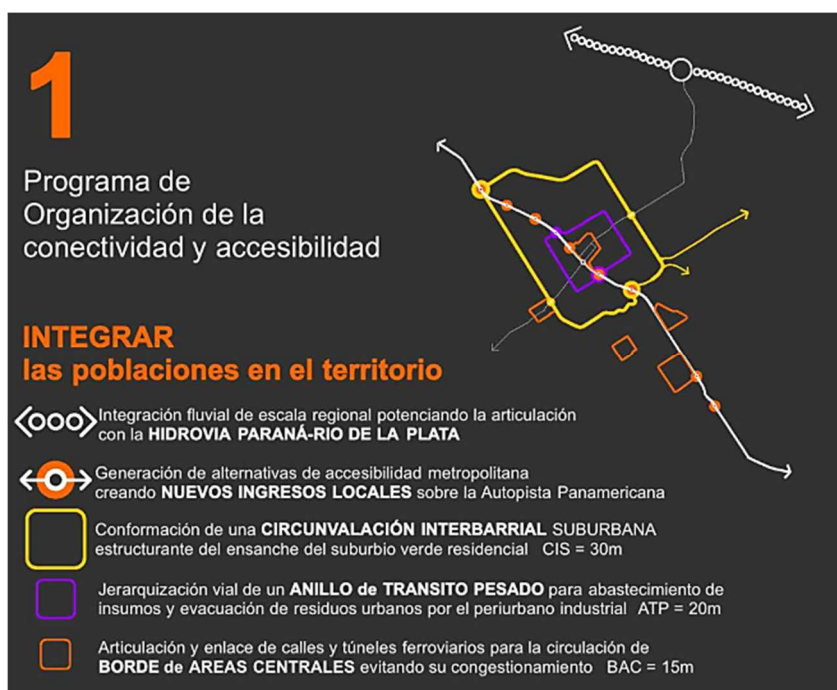 1
Programa de
Organización de la
conectividad y accesibilidad
INTEGRAR
las poblaciones en el territorio
Integración fluvial de escala regional potenciando la articulación
con la HIDROVIA PARANÁ-RIO DE LA PLATA
Generación de alternativas de accesibilidad metropolitana
creando NUEVOS INGRESOS LOCALES sobre la Autopista Panamericana
Conformación de una CIRCUNVALACIÓN INTERBARRIAL SUBURBANA
estructurante del ensanche del suburbio verde residencial CIS = 30m
Jerarquización vial de un ANILLO de TRANSITO PESADO para abastecimiento de
insumos y evacuación de residuos urbanos por el periurbano industrial ATP = 20m
Articulación y enlace de calles y túneles ferroviarios para la circulación de
BORDE de AREAS CENTRALES evitando su congestionamiento BAC = 15m